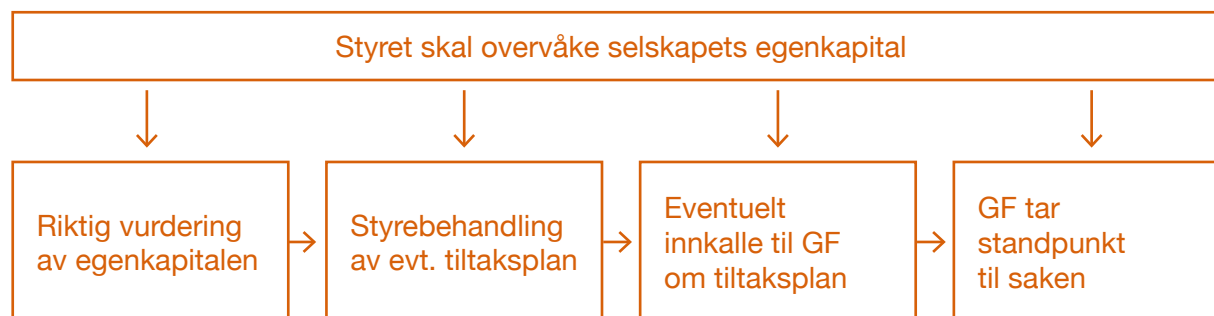 Styret skal overvåke selskapets egenkapital
Riktig vurdering
av egenkapitalen
Styrebehandling
av evt. tiltaksplan
Eventuelt
innkalle til GF
om tiltaksplan
GF tar
standpunkt
til saken